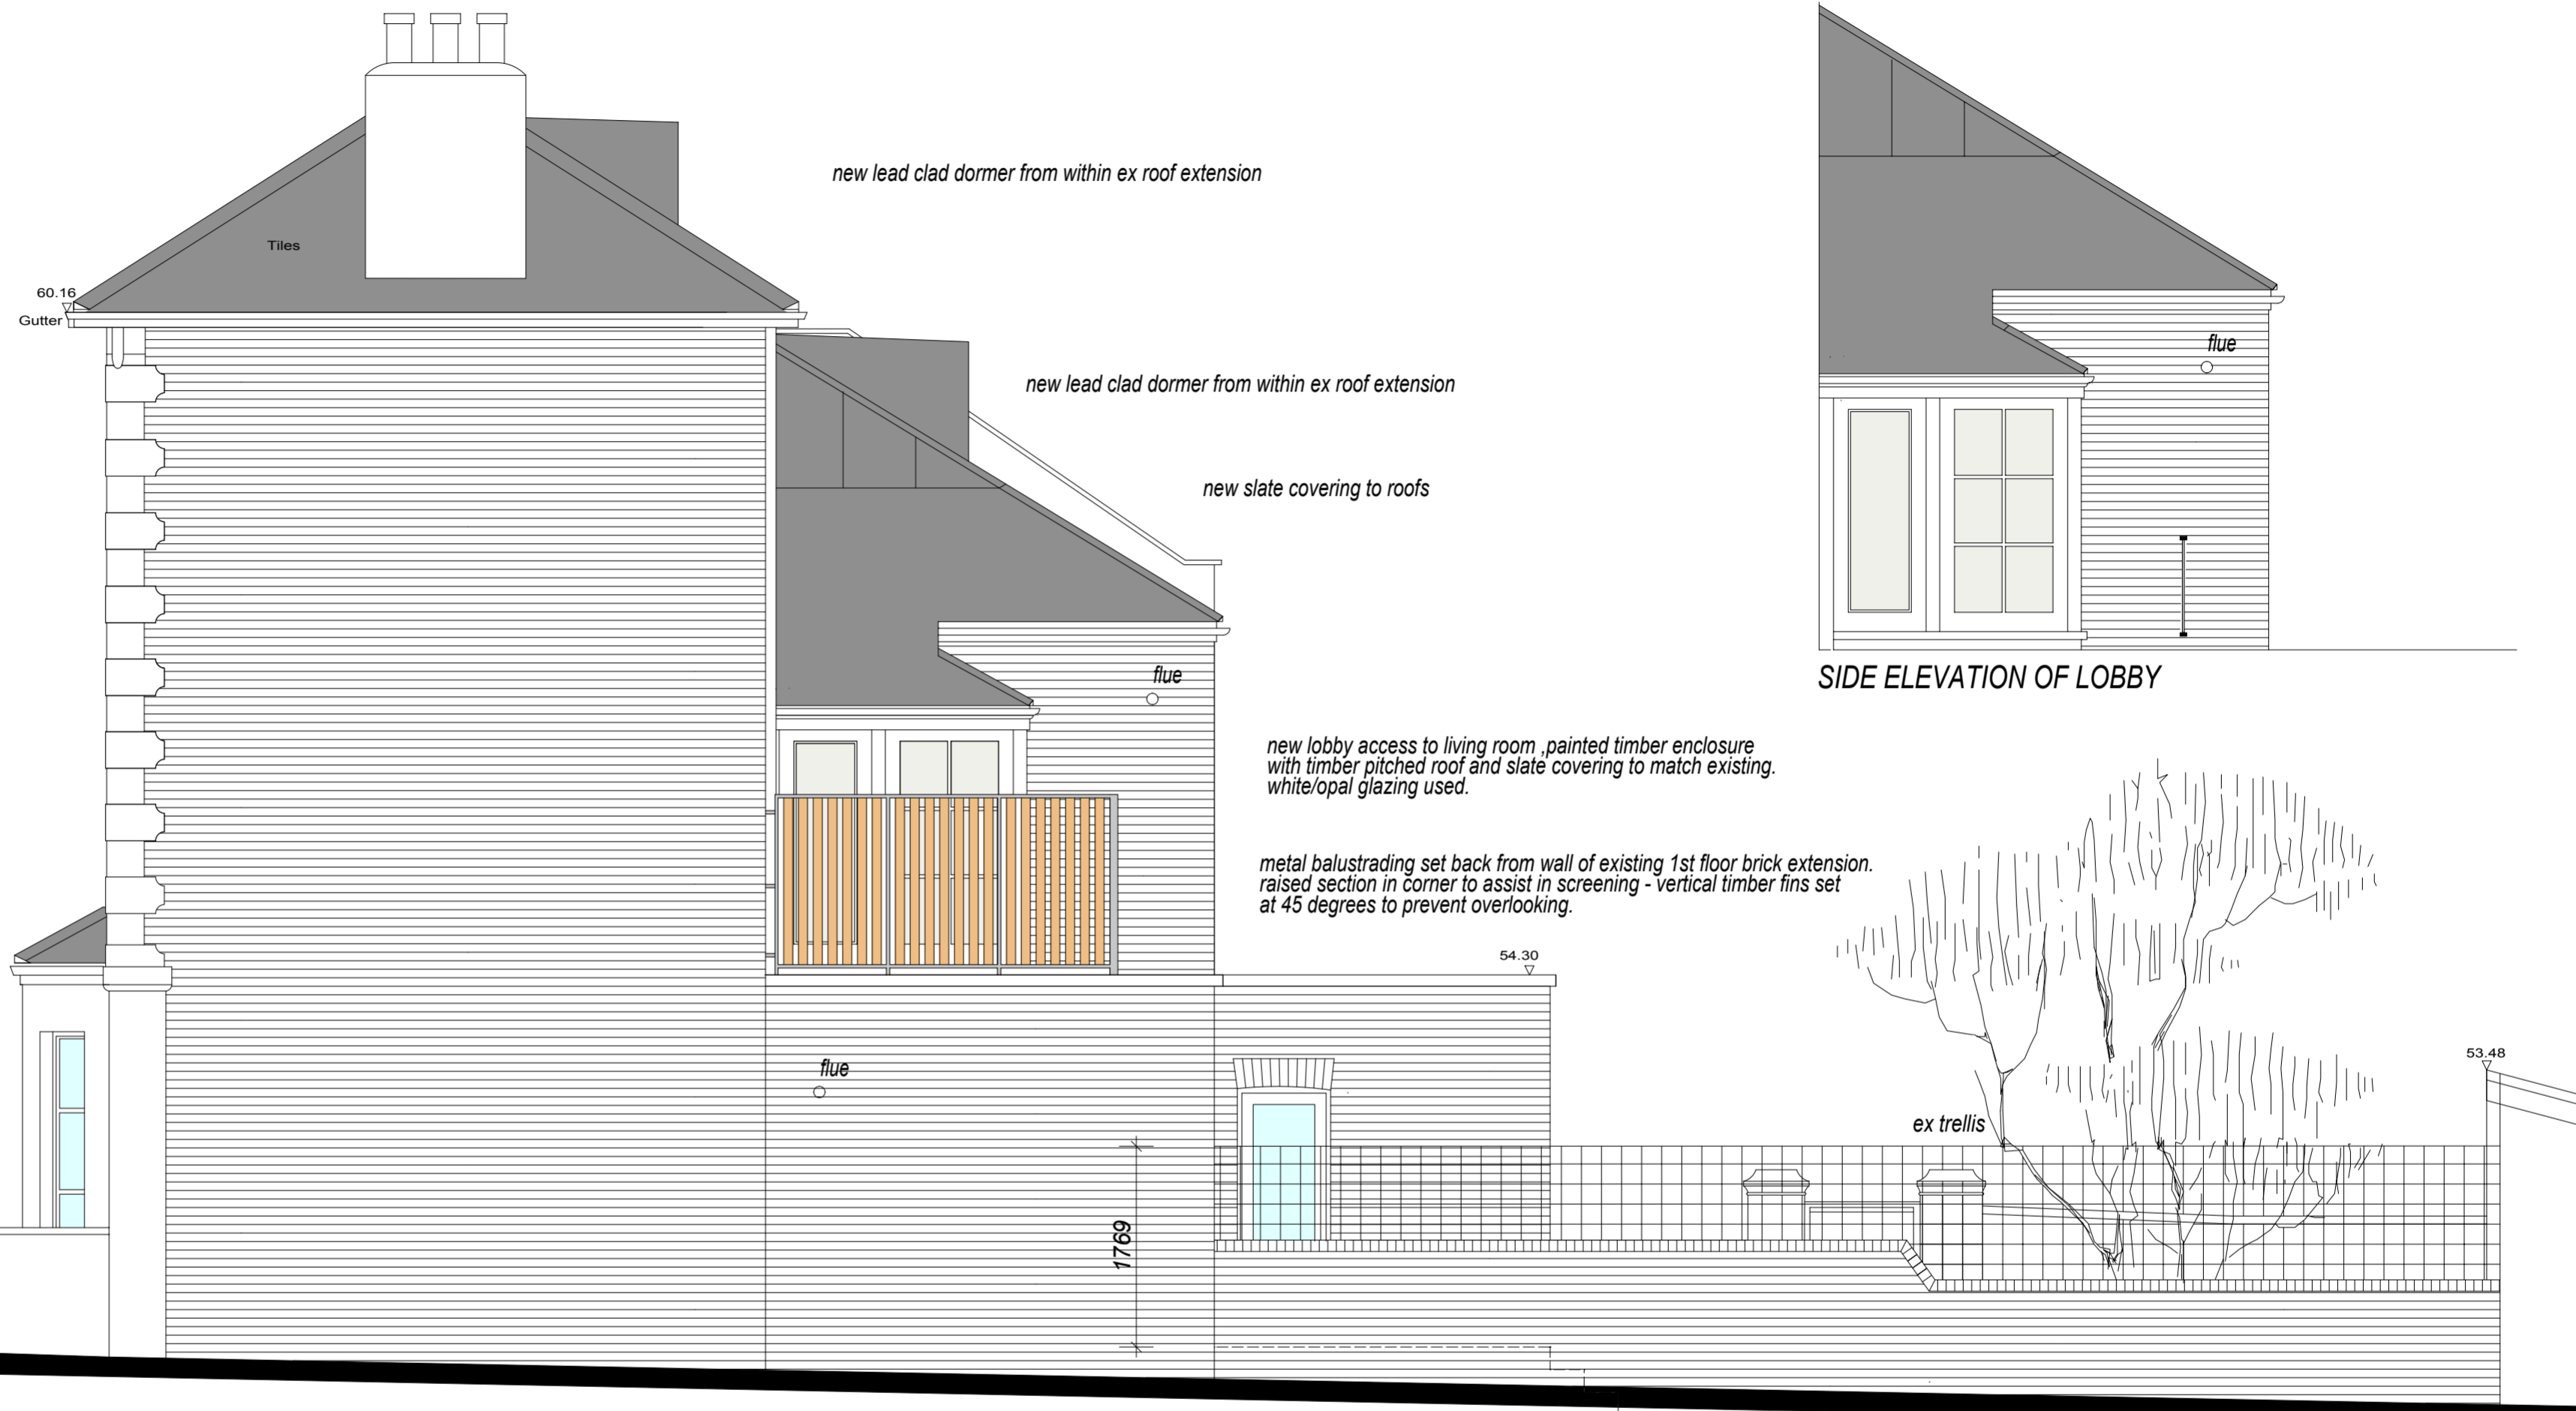 new lead clad dormer from within ex roof extension
Tiles
60.16
Gutter
flue
new lead clad dormer from within ex roof extension
new slate covering to roofs
flue
SIDE ELEVATION OF LOBBY
new lobby access to living room ,painted timber enclosure
with timber pitched roof and slate covering to match existing.
white/opal glazing used.
metal balustrading set back from wall of existing 1st floor brick extension.
raised section in corner to assist in screening - vertical timber fins set
at 45 degrees to prevent overlooking.
54.30
53.48
flue
ex trellis
1769